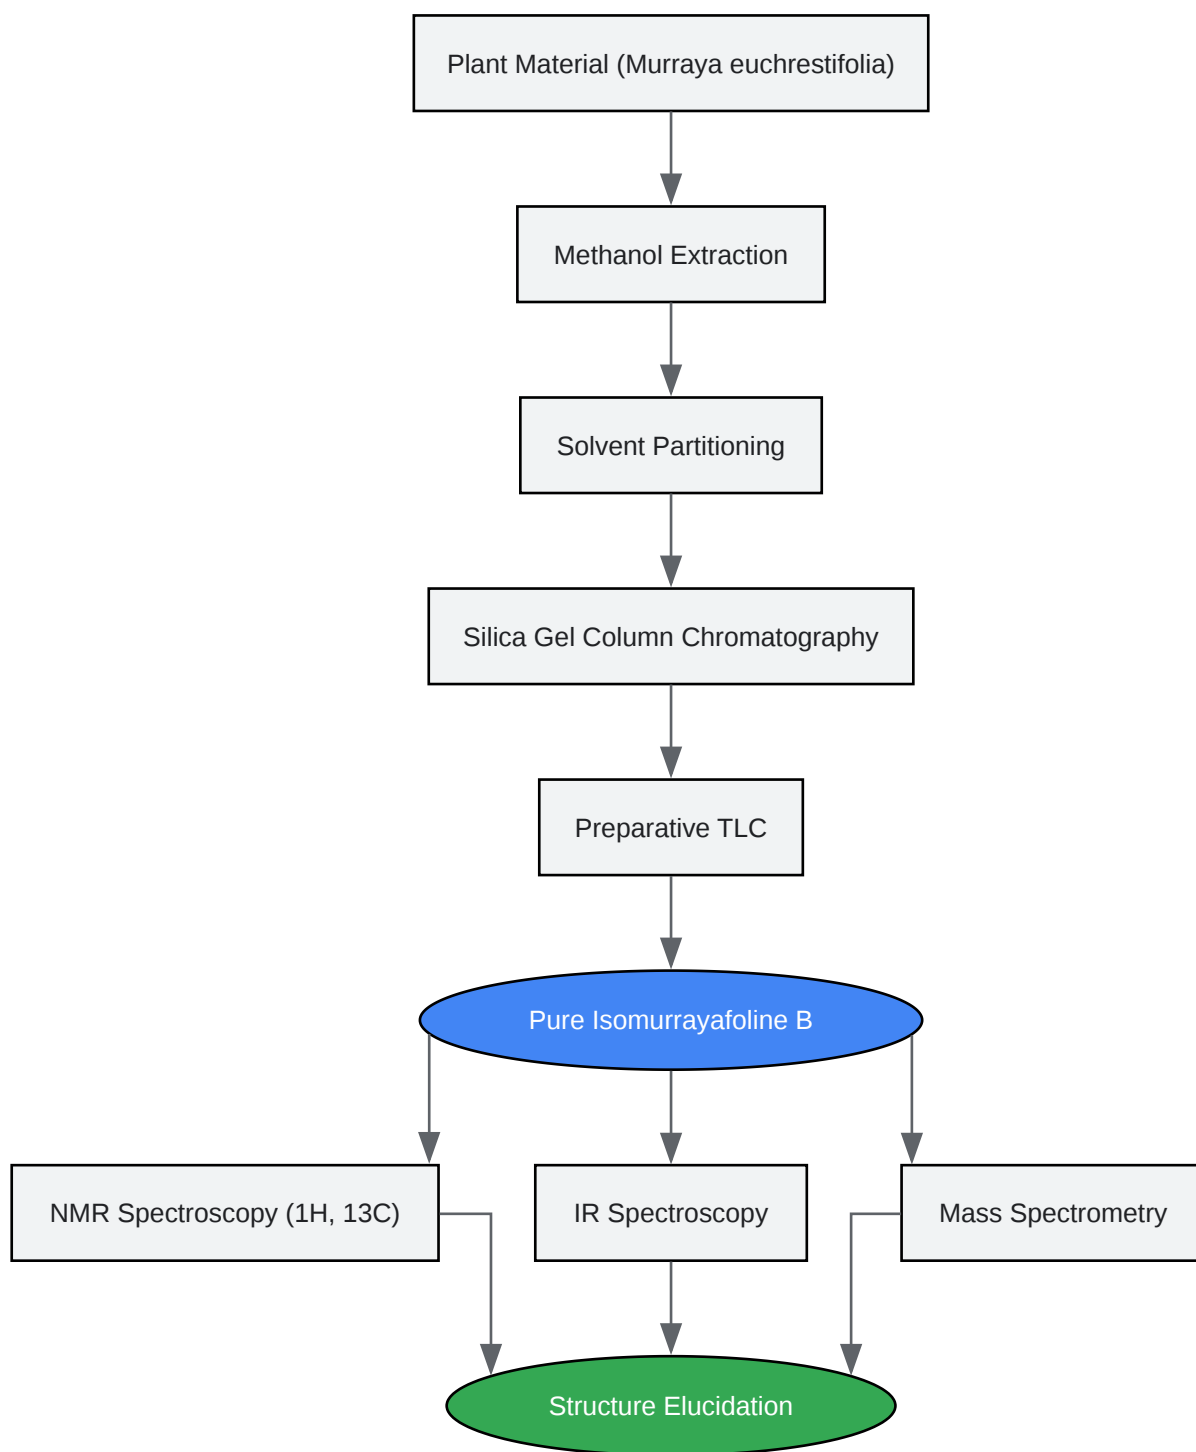 Plant Material (Murraya euchrestifolia)
Methanol Extraction
Solvent Partitioning
Silica Gel Column Chromatography
Preparative TLC
Pure Isomurrayafoline B
NMR Spectroscopy (1H, 13C)
IR Spectroscopy
Mass Spectrometry
Structure Elucidation